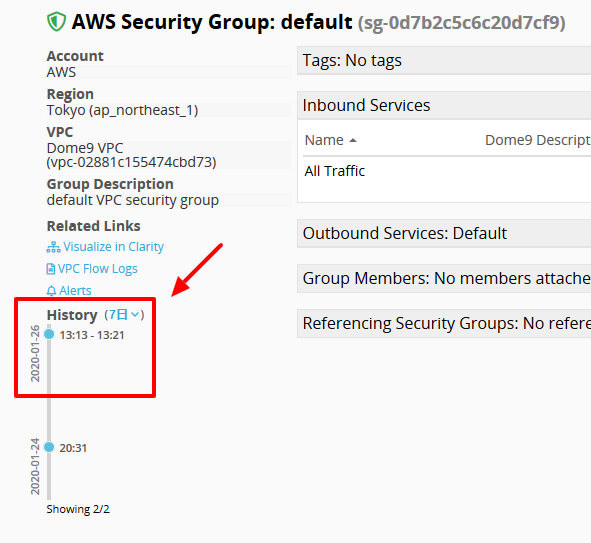 AWS Security Group: default (sg-0d7b2c5c6c20d7cf9)
Account
AWS
Region
Tokyo (ap_northeast_1)
VPC
Dome9 VPC
(vpc-02881c155474cbd73)
Group Description
default VPC security group
Related Links
Visualize in Clarity
VPC Flow Logs
Alerts
History (7日)
2020-01-26
13:13 - 13:21
2020-01-24
20:31
Showing 2/2
Tags: No tags
Inbound Services
Name Dome9 Descript
All Traffic
Outbound Services: Default
Group Members: No members attache
Referencing Security Groups: No refere